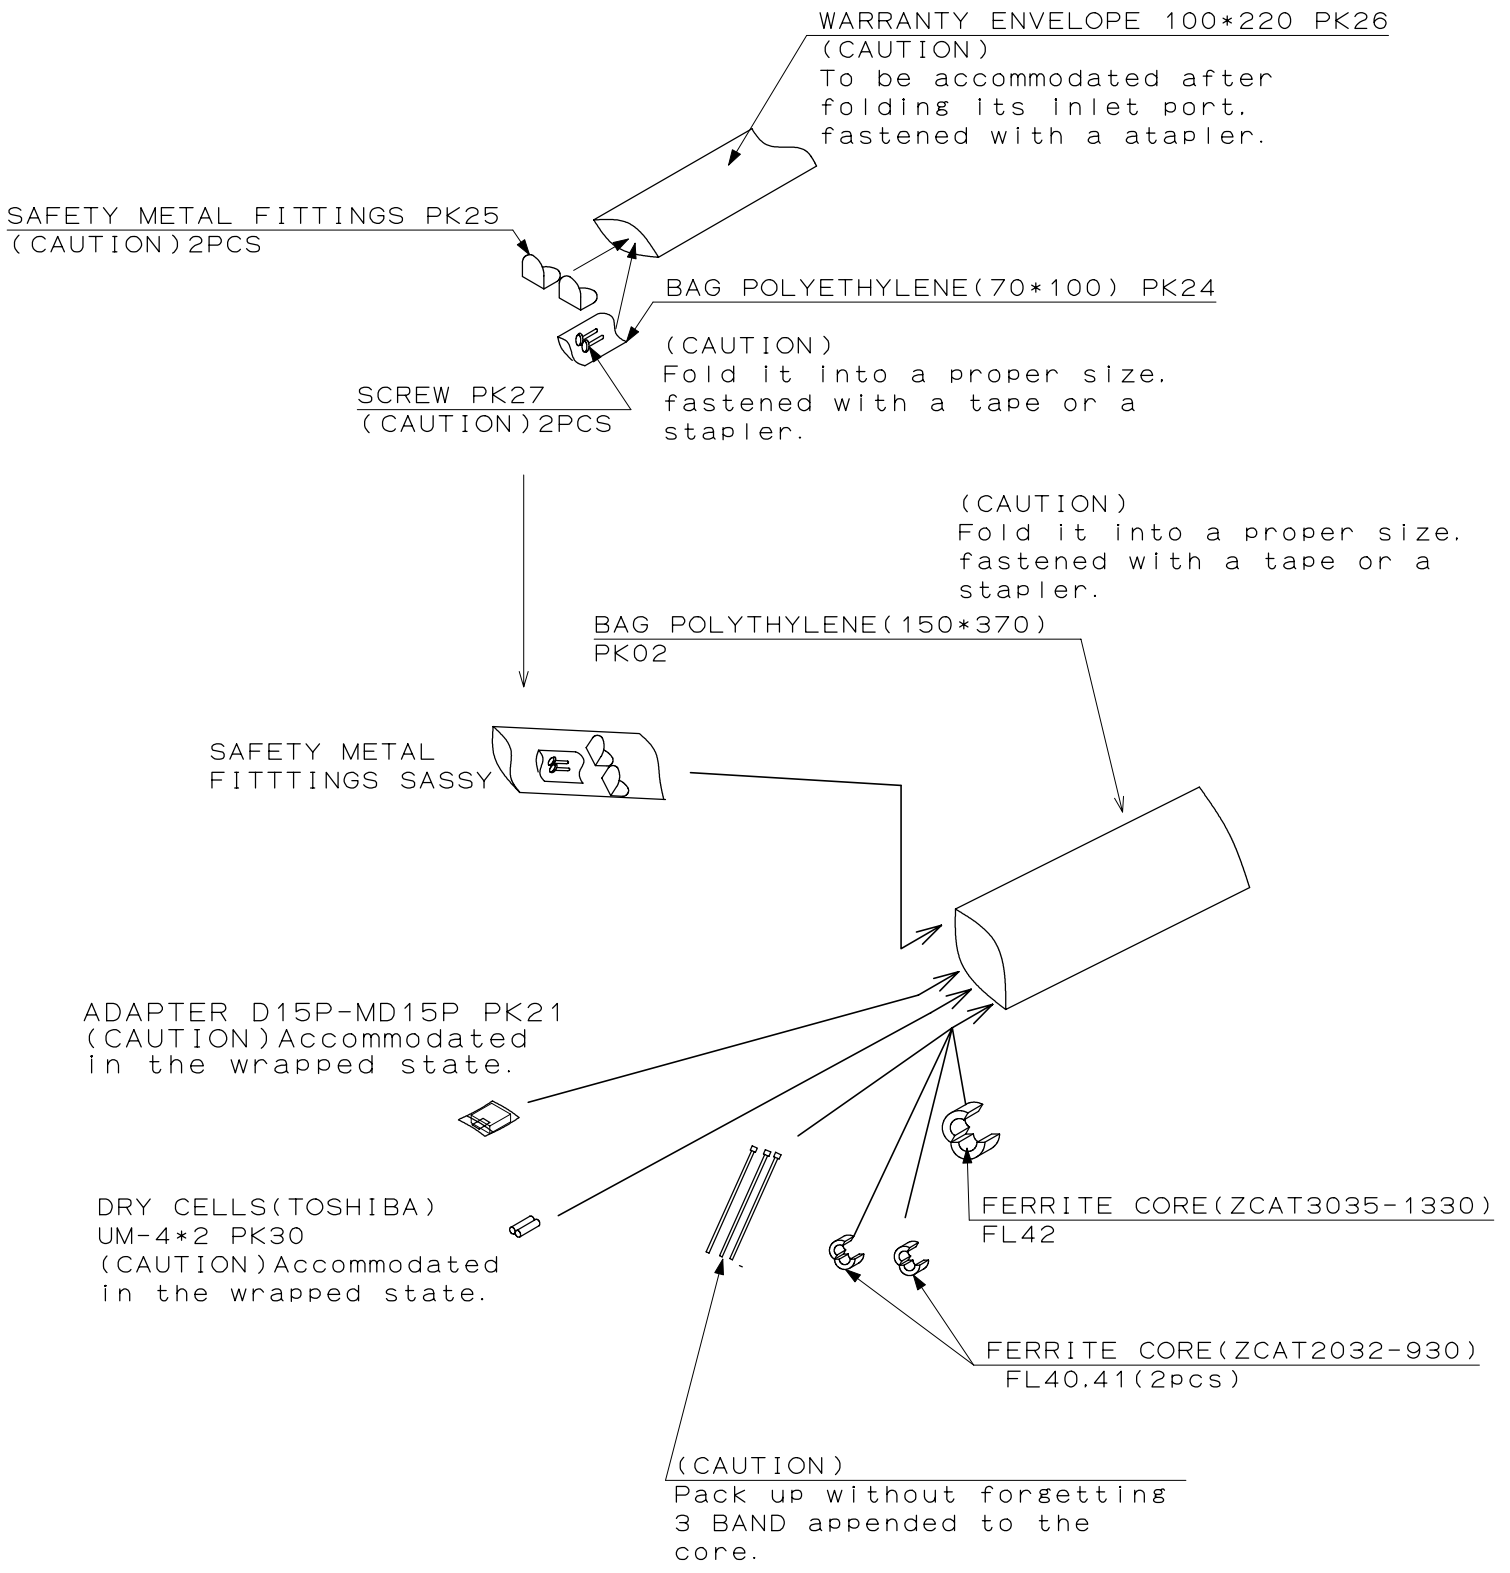 WARRANTY ENVELOPE 100*220 PK26
(CAUTION)
To be accommodated after
folding its inlet port.
fastened with a atapler.
SAFETY METAL FITTINGS PK25
(CAUTION)2PCS
BAG POLYETHYLENE(70*100) PK24
(CAUTION)
Fold it into a proper size.
fastened with a tape or a
stapler.
SCREW PK27
(CAUTION)2PCS
(CAUTION)
Fold it into a proper size.
fastened with a tape or a
stapler.
BAG POLYTHYLENE(150*370)
PK02
SAFETY METAL
FITTTINGS SASSY
ADAPTER D15P-MD15P PK21
(CAUTION)Accommodated
in the wrapped state.
DRY CELLS(TOSHIBA)
UM-4*2 PK30
(CAUTION)Accommodated
in the wrapped state.
FERRITE CORE(ZCAT3035-1330)
FL42
FERRITE CORE(ZCAT2032-930)
FL40.41(2pcs)
(CAUTION)
Pack up without forgetting
3 BAND appended to the
core.